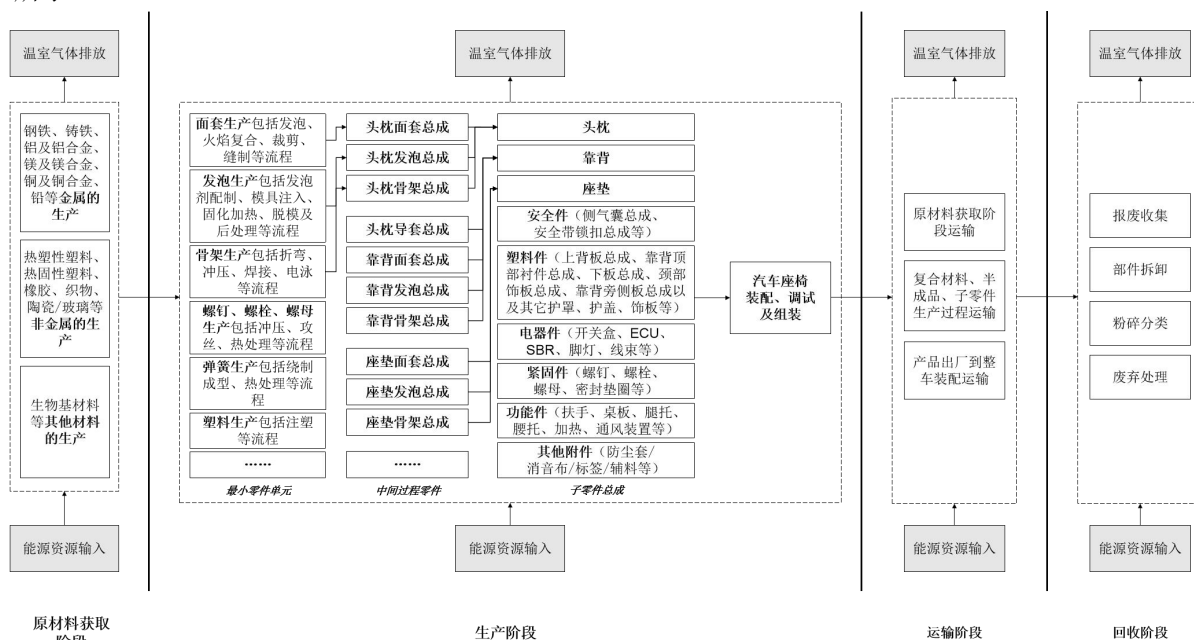 温室气体排放
钢铁、铸铁、
铝及铝合金、
镁及镁合金、
铜及铜合金、
铅等金属的生
产
热塑性塑料、
热固性塑料、
橡胶、织物、
陶瓷/玻璃等
非金属的生
产
生物基材料
等其他材料
的生产
能源资源输入
原材料获取
温室气体排放
面套生产包括发泡、
火焰复合、裁剪、
缝制等流程
发泡生产包括发泡
剂配制、模具注入、
固化加热、脱模及
后处理等流程
骨架生产包括折弯、
冲压、焊接、电泳
等流程
螺钉、螺栓、螺母
生产包括冲压、攻
丝、热处理等流程
弹簧生产包括绕制
成型、热处理等流
程
塑料生产包括注塑
等流程
……
最小零件单元
头枕面套总成
头枕发泡总成
头枕骨架总成
头枕导套总成
靠背面套总成
靠背发泡总成
靠背骨架总成
座垫面套总成
座垫发泡总成
座垫骨架总成
……
中间过程零件
头枕
靠背
座垫
安全件（侧气囊总成、
安全带锁扣总成等）
塑料件（上背板总成、靠背顶
部衬件总成、下板总成、颈部
饰板总成、靠背旁侧板总成以
及其它护罩、护盖、饰板等）
电器件（开关盒、ECU、
SBR、脚灯、线束等）
紧固件（螺钉、螺栓、
螺母、密封垫圈等）
功能件（扶手、桌板、腿托、
腰托、加热、通风装置等）
其他附件（防尘套/
消音布/标签/辅料等）
子零件总成
汽车座椅
装配、调试
及组装
能源资源输入
生产阶段
温室气体排放
原材料获取阶
段运输
复合材料、半
成品、子零件
生产过程运输
产品出厂到整
车装配运输
能源资源输入
运输阶段
温室气体排放
报废收集
部件拆卸
粉碎分类
废弃处理
能源资源输入
回收阶段